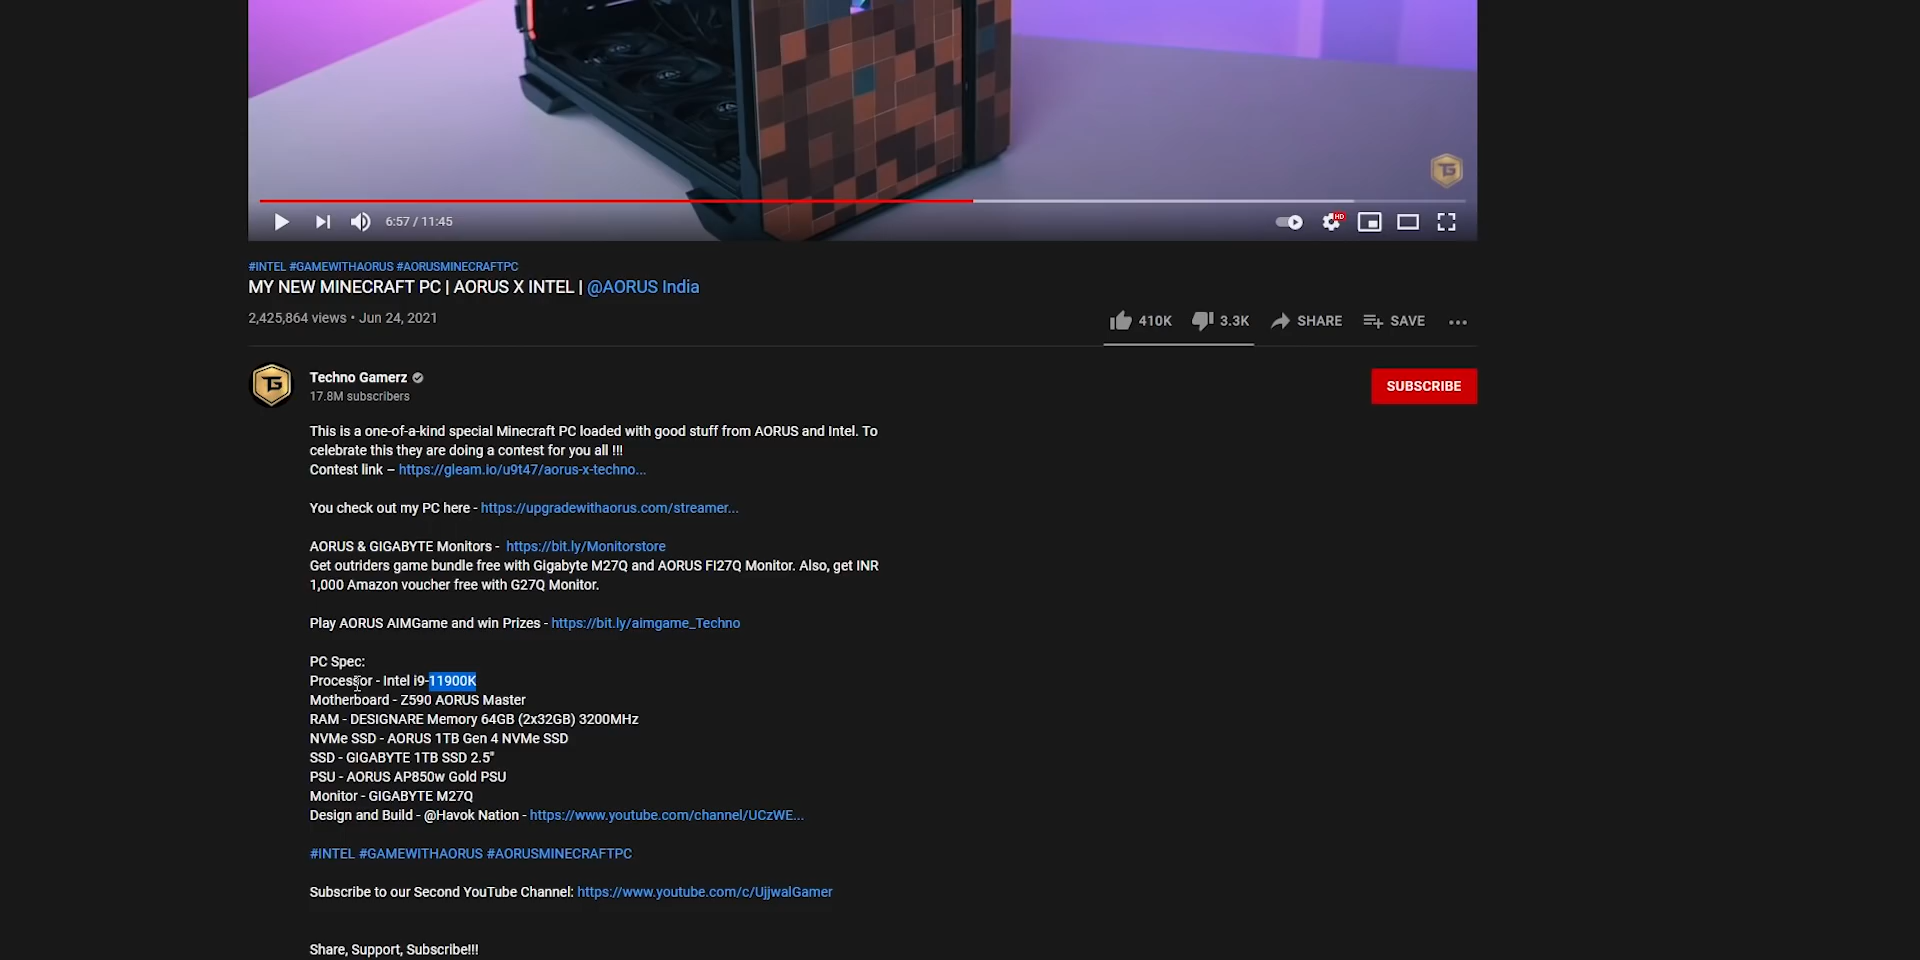 TG
6:57 / 11:45
HD
#INTEL #GAMEWITHAORUS #AORUSMINECRAFTPC
MY NEW MINECRAFT PC | AORUS X INTEL | @AORUS India
2,425,864 views • Jun 24, 2021
410K 3.3K SHARE SAVE
TG
Techno Gamerz
17.8M subscribers
SUBSCRIBE
This is a one-of-a-kind special Minecraft PC loaded with good stuff from AORUS and Intel. To
celebrate this they are doing a contest for you all !!!
Contest link – https://gleam.io/u9t47/aorus-x-techno...
You check out my PC here - https://upgradewithaorus.com/streamer...
AORUS & GIGABYTE Monitors - https://bit.ly/Monitorstore
Get outriders game bundle free with Gigabyte M27Q and AORUS FI27Q Monitor. Also, get INR
1,000 Amazon voucher free with G27Q Monitor.
Play AORUS AIMGame and win Prizes - https://bit.ly/aimgame_Techno
PC Spec:
Processor - Intel i9-11900K
Motherboard - Z590 AORUS Master
RAM - DESIGNARE Memory 64GB (2x32GB) 3200MHz
NVMe SSD - AORUS 1TB Gen 4 NVMe SSD
SSD - GIGABYTE 1TB SSD 2.5"
PSU - AORUS AP850w Gold PSU
Monitor - GIGABYTE M27Q
Design and Build - @Havok Nation - https://www.youtube.com/channel/UCzWE...
#INTEL #GAMEWITHAORUS #AORUSMINECRAFTPC
Subscribe to our Second YouTube Channel: https://www.youtube.com/c/UjjwalGamer
Share, Support, Subscribe!!!